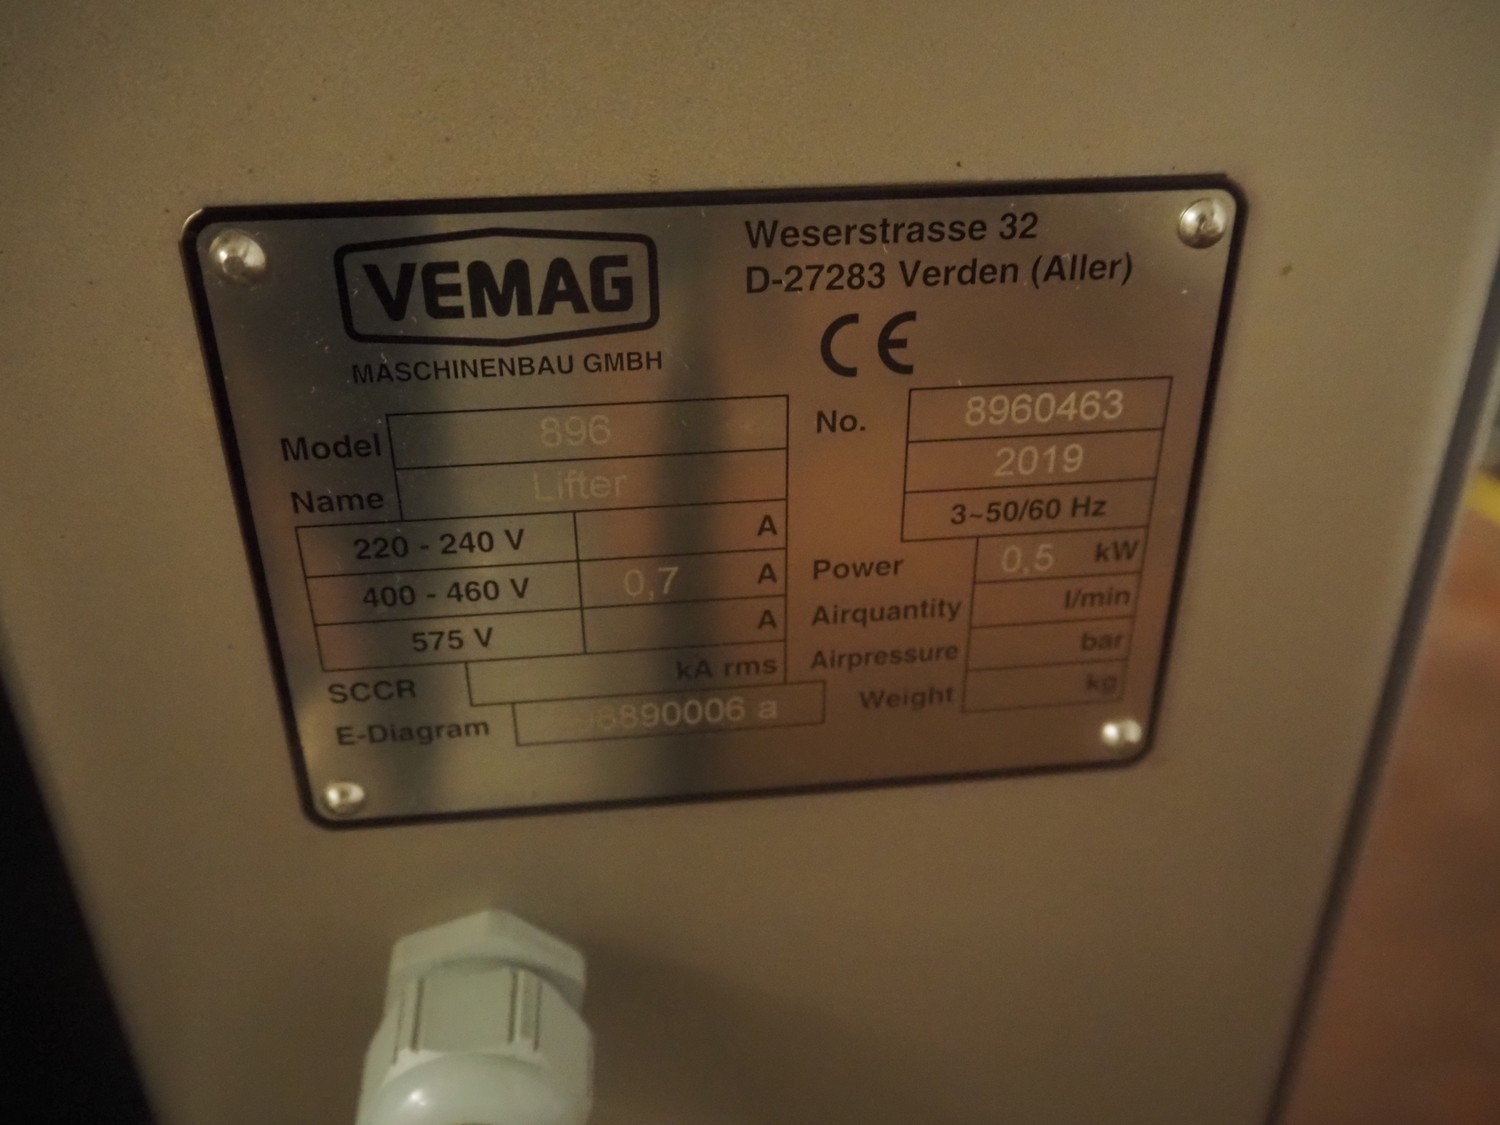 VEMAG
MASCHINENBAU GMBH
Weserstrasse 32
D-27283 Verden (Aller)
CE
Model 896
Name Lifter
No. 8960463
2019
3~50/60 Hz
220 - 240 V A
400 - 460 V 0,7 A
575 V A
SCCR kA rms
E-Diagram a
Power 0,5 kW
Airquantity l/min
Airpressure bar
Weight kg